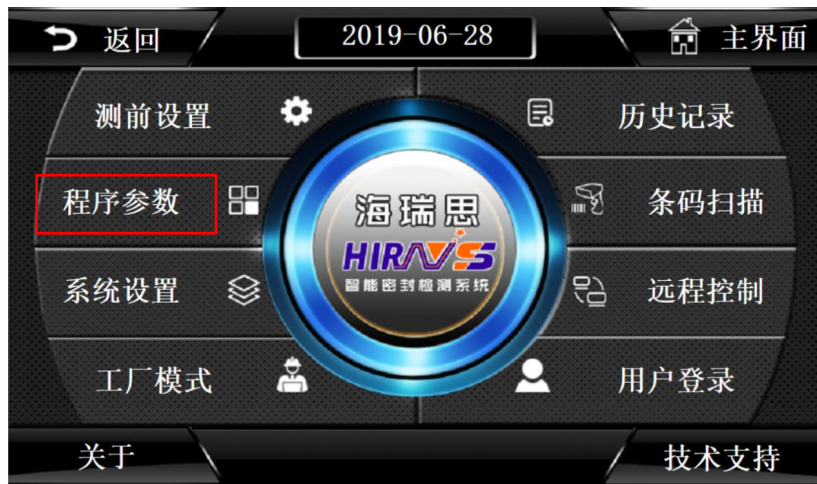 返回
2019-06-28
主界面
测前设置
历史记录
程序参数
条码扫描
海瑞思
HIRAYS
智能密封检测系统
系统设置
远程控制
工厂模式
用户登录
关于
技术支持